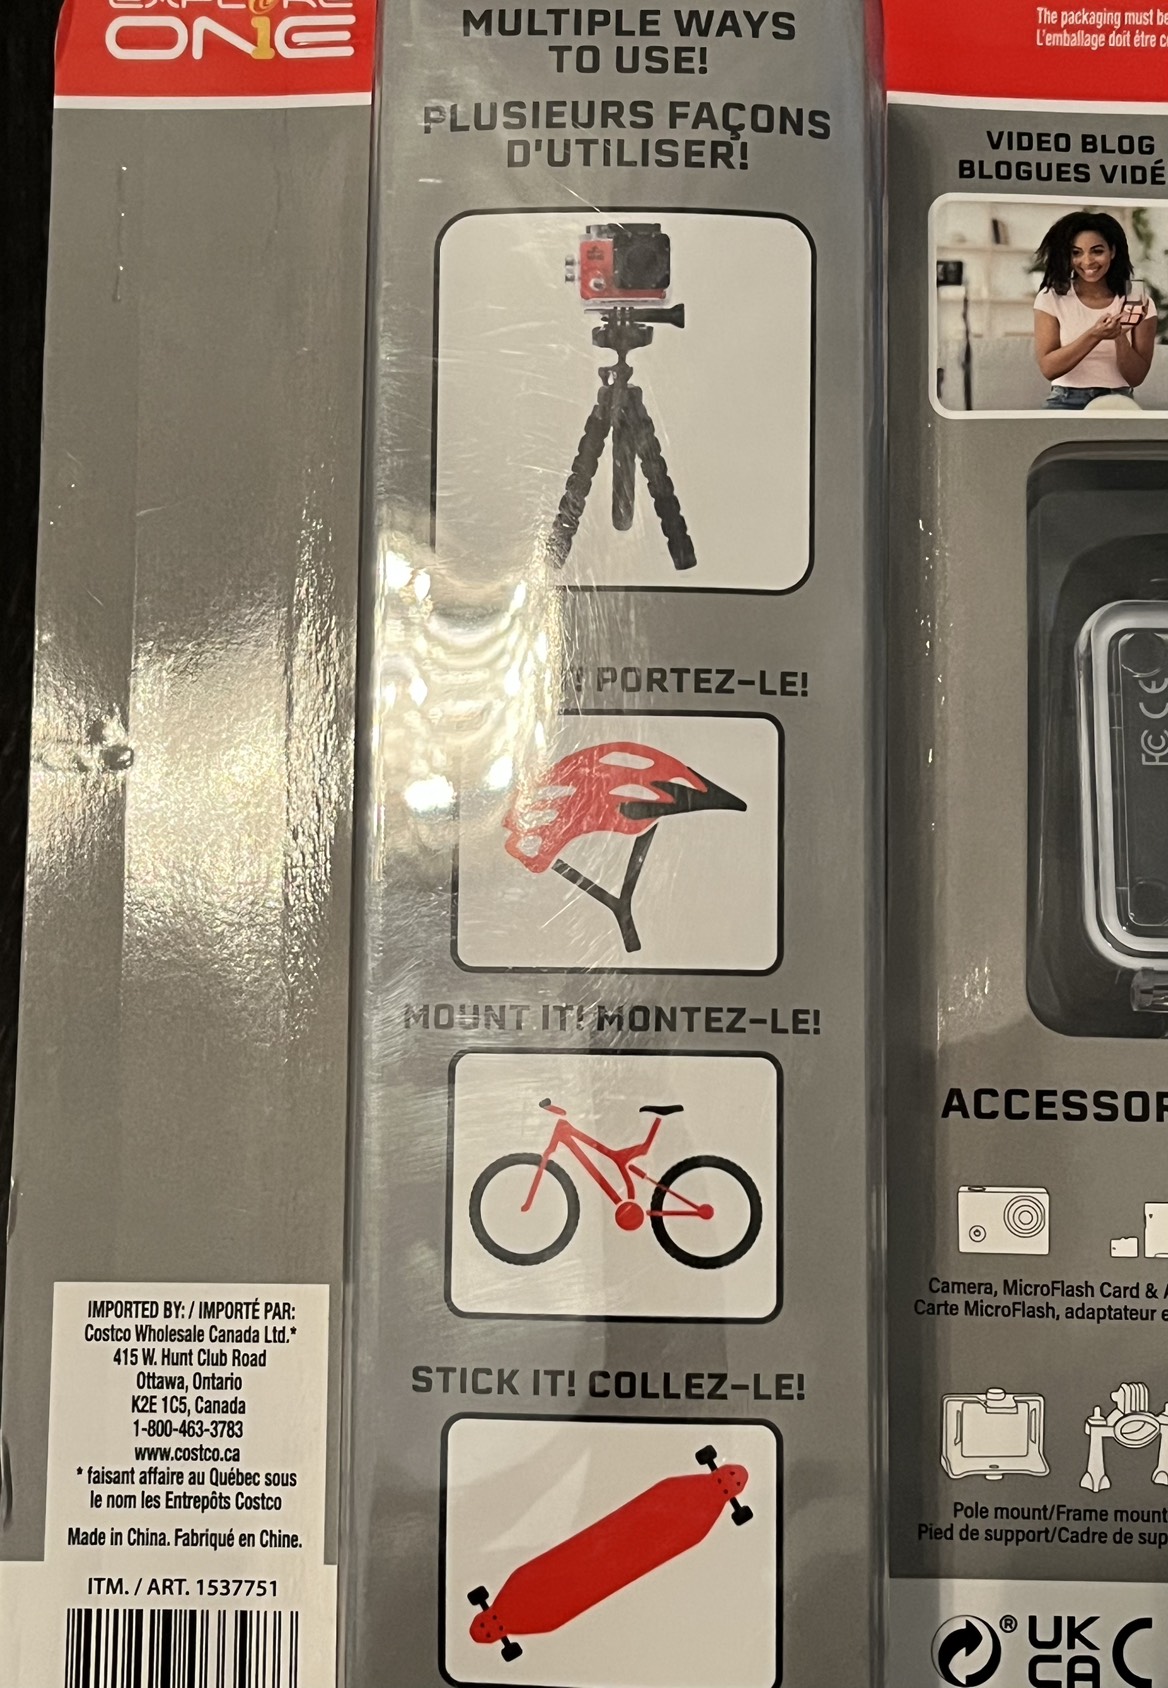 EXPLORE
ONE
IMPORTED BY: / IMPORTÉ PAR:
Costco Wholesale Canada Ltd.*
415 W. Hunt Club Road
Ottawa, Ontario
K2E 1C5, Canada
1-800-463-3783
www.costco.ca
* faisant affaire au Québec sous
le nom les Entrepôts Costco
Made in China. Fabriqué en Chine.
ITM. / ART. 1537751
MULTIPLE WAYS
TO USE!
PLUSIEURS FAÇONS
D'UTILISER!
! PORTEZ-LE!
MOUNT IT! MONTEZ-LE!
STICK IT! COLLEZ-LE!
The packaging must
L'emballage doit être
VIDEO BLOG
BLOGUES
FC CE
Camera, MicroFlash Card &
Carte MicroFlash, adaptateur
Pole mount/Frame mount
Pied de support/Cadre de
® UK
CA